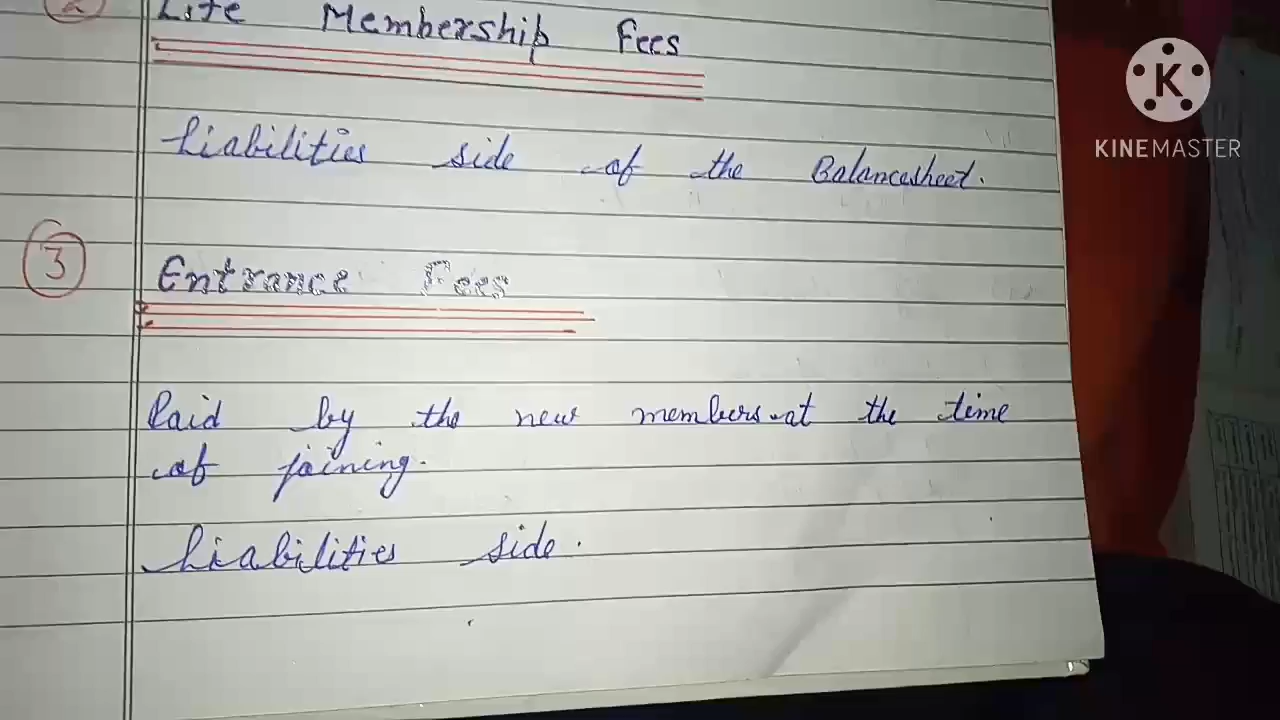 2 Life Membership Fees
Liabilities side of the Balancesheet.
3 Entrance Fees
Paid by the new members at the time
of joining.
Liabilities side.
K
KINEMASTER